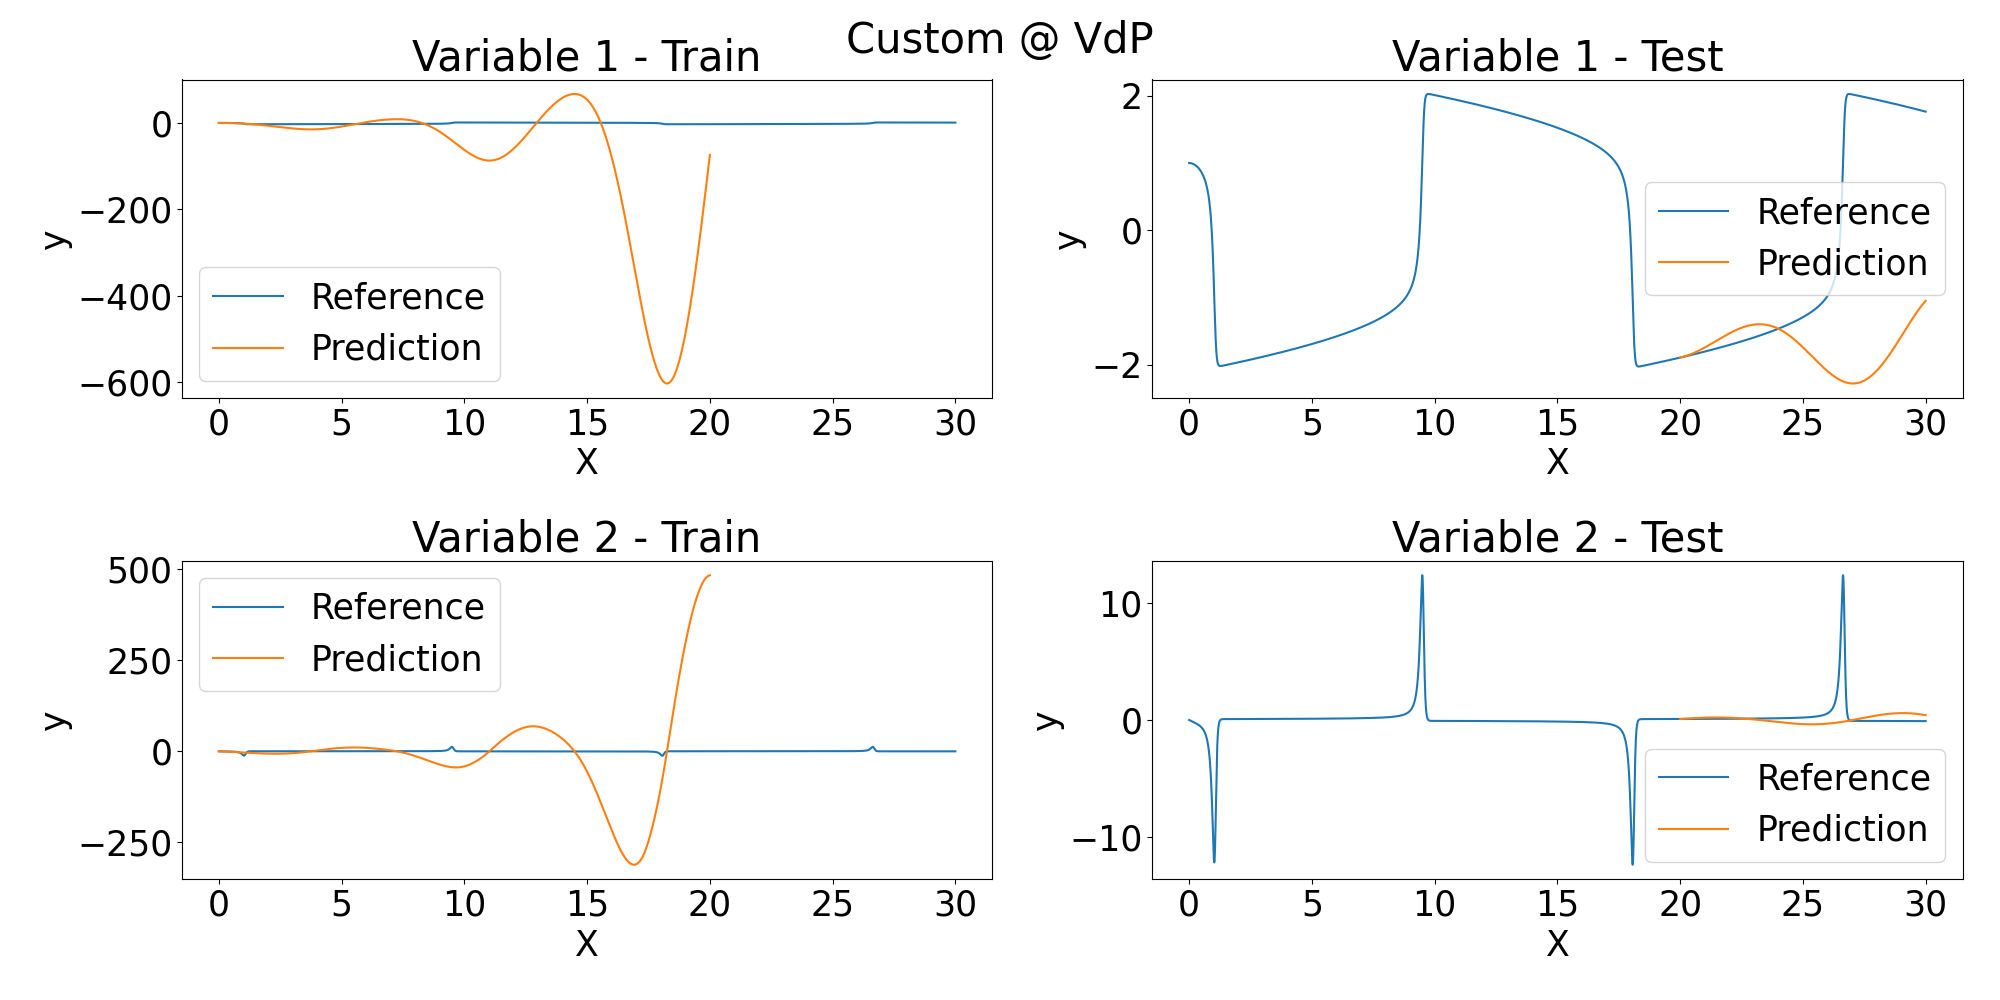 Custom @ VdP
Variable 1 - Train
0
−200
−400
−600
y
Reference
Prediction
0 5 10 15 20 25 30
X
Variable 1 - Test
2
0
−2
y
Reference
Prediction
0 5 10 15 20 25 30
X
Variable 2 - Train
500
250
0
−250
y
Reference
Prediction
0 5 10 15 20 25 30
X
Variable 2 - Test
10
0
−10
y
Reference
Prediction
0 5 10 15 20 25 30
X